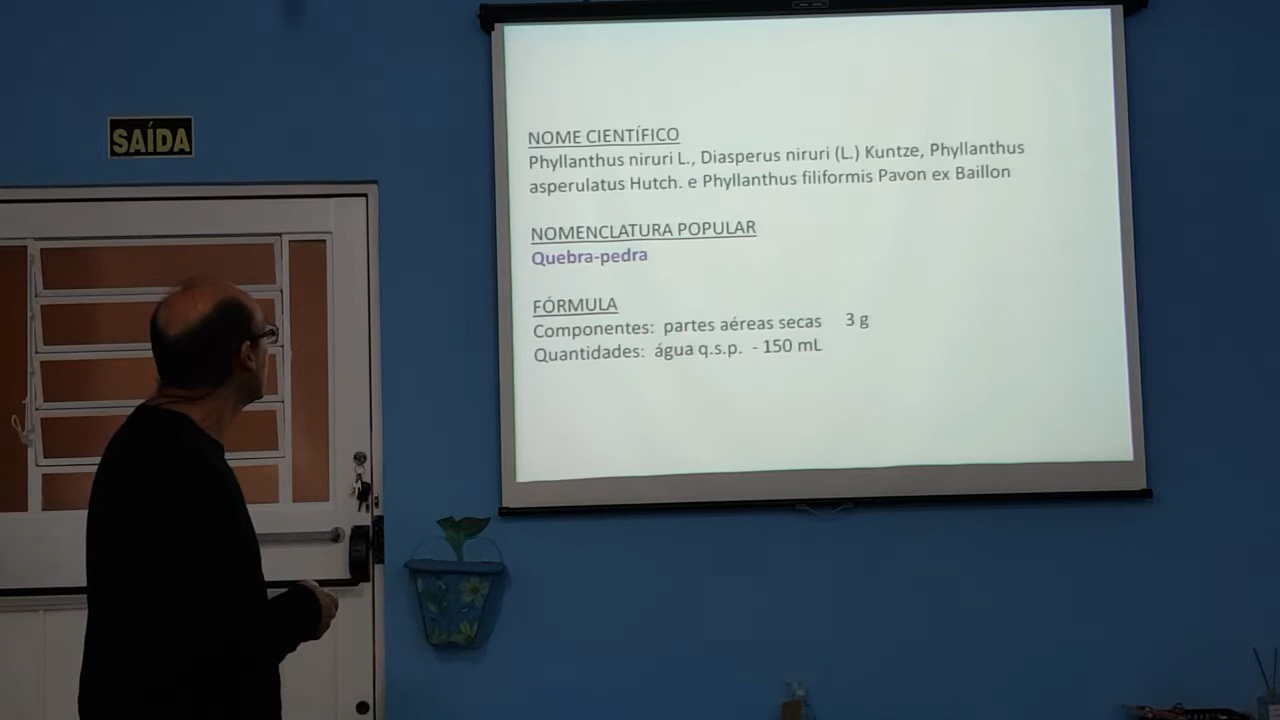 SAÍDA
NOME CIENTÍFICO
Phyllanthus niruri L., Diasperus niruri (L.) Kuntze, Phyllanthus
asperulatus Hutch. e Phyllanthus filiformis Pavon ex Baillon
NOMENCLATURA POPULAR
Quebra-pedra
FÓRMULA
Componentes: partes aéreas secas 3 g
Quantidades: água q.s.p. - 150 mL